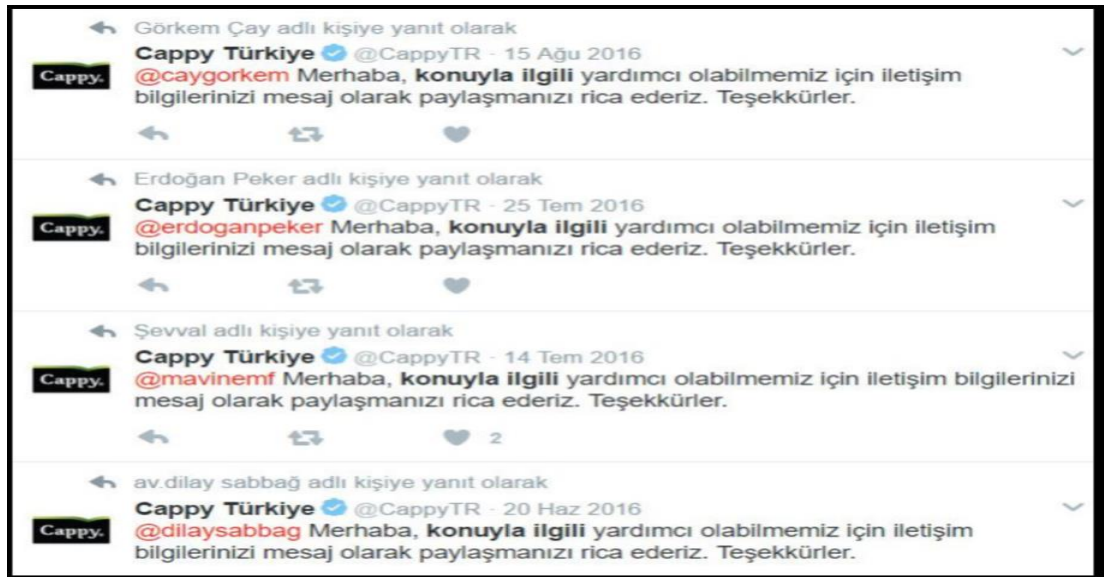 Görkem Çay adlı kişiye yanıt olarak
Cappy Türkiye @CappyTR · 15 Ağu 2016
Cappy.
@caygorkem Merhaba, konuyla ilgili yardımcı olabilmemiz için iletişim
bilgilerinizi mesaj olarak paylaşmanızı rica ederiz. Teşekkürler.
Erdoğan Peker adlı kişiye yanıt olarak
Cappy Türkiye @CappyTR · 25 Tem 2016
Cappy.
@erdoganpeker Merhaba, konuyla ilgili yardımcı olabilmemiz için iletişim
bilgilerinizi mesaj olarak paylaşmanızı rica ederiz. Teşekkürler.
Şevval adlı kişiye yanıt olarak
Cappy Türkiye @CappyTR · 14 Tem 2016
Cappy.
@mavinemf Merhaba, konuyla ilgili yardımcı olabilmemiz için iletişim bilgilerinizi
mesaj olarak paylaşmanızı rica ederiz. Teşekkürler.
2
av.dilay sabbağ adlı kişiye yanıt olarak
Cappy Türkiye @CappyTR · 20 Haz 2016
Cappy.
@dilaysabbag Merhaba, konuyla ilgili yardımcı olabilmemiz için iletişim
bilgilerinizi mesaj olarak paylaşmanızı rica ederiz. Teşekkürler.